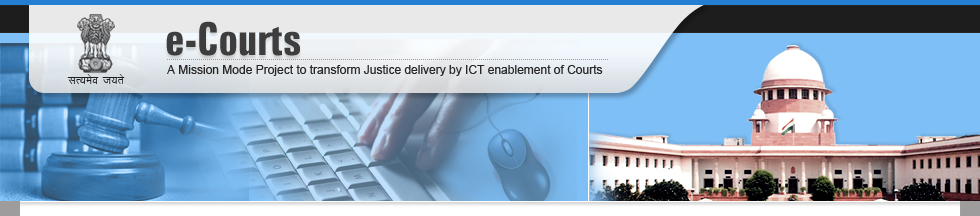 e-Courts
A Mission Mode Project to transform Justice delivery by ICT enablement of Courts
सत्यमेव जयते